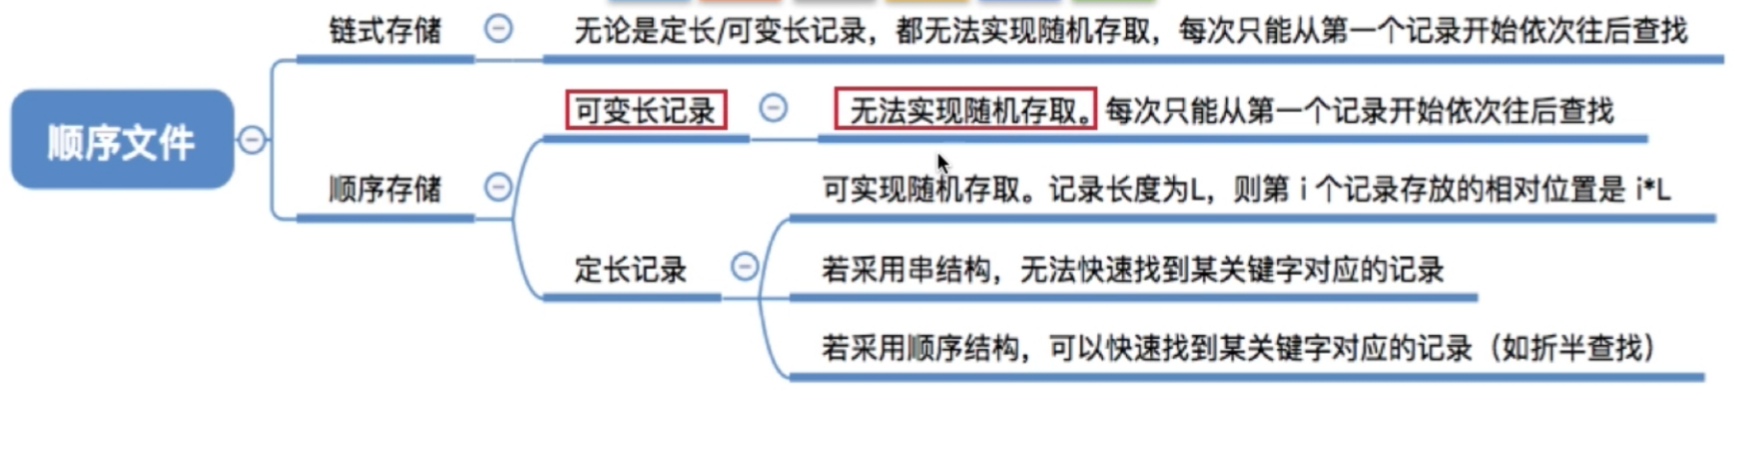 链式存储
无论是定长/可变长记录，都无法实现随机存取，每次只能从第一个记录开始依次往后查找
可变长记录
无法实现随机存取。每次只能从第一个记录开始依次往后查找
顺序文件
顺序存储
可实现随机存取。记录长度为L，则第 i 个记录存放的相对位置是 i*L
定长记录
若采用串结构，无法快速找到某关键字对应的记录
若采用顺序结构，可以快速找到某关键字对应的记录（如折半查找）